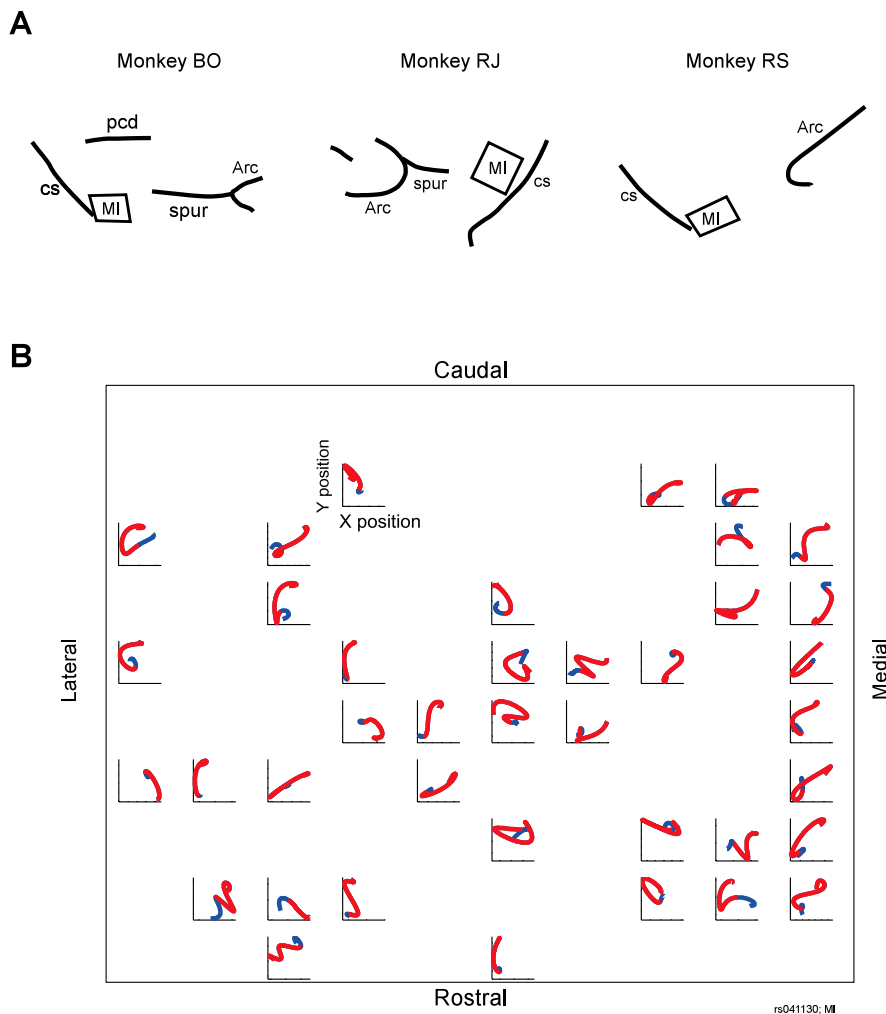 A
Monkey BO
Monkey RJ
Monkey RS
pcd
Arc
cs
MI
spur
MI
spur
cs
Arc
Arc
cs
MI
B
Caudal
Y position
X position
Lateral
Medial
Rostral
rs041130; MI